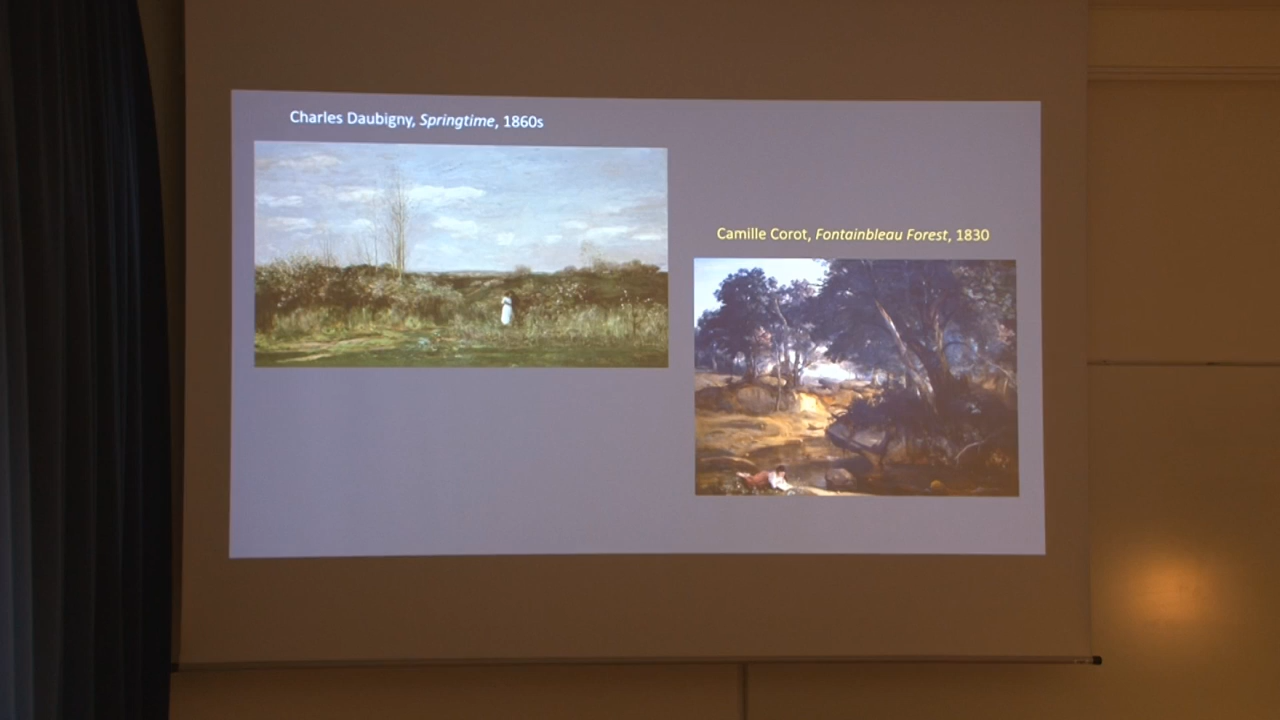 Charles Daubigny, Springtime, 1860s
Camille Corot, Fontainbleau Forest, 1830